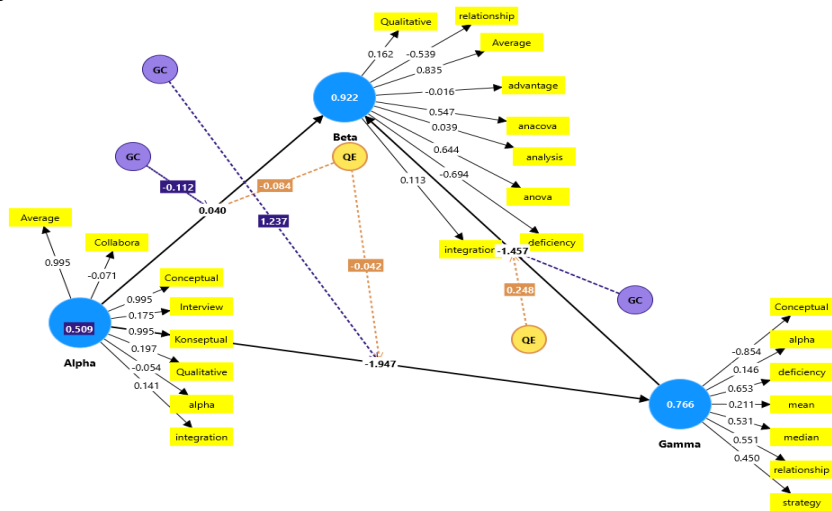 Qualitative
relationship
Average
advantage
anacova
analysis
anova
deficiency
integration
0.162
-0.539
0.835
-0.016
0.547
0.039
0.644
-0.694
0.113
0.922
Beta
GC
GC
QE
-0.112
-0.084
0.040
1.237
-0.042
-1.457
0.248
GC
QE
-1.947
Average
Collabora
Conceptual
Interview
Konseptual
Qualitative
alpha
integration
0.995
-0.071
0.995
0.175
0.995
0.197
-0.054
0.141
0.509
Alpha
Conceptual
alpha
deficiency
mean
median
relationship
strategy
-0.854
0.146
0.653
0.211
0.531
0.551
0.450
0.766
Gamma